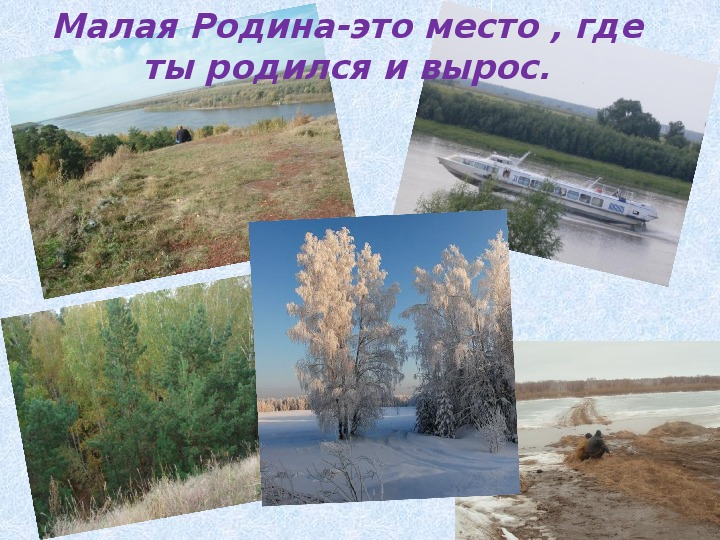 Малая Родина-это место , где
ты родился и вырос.